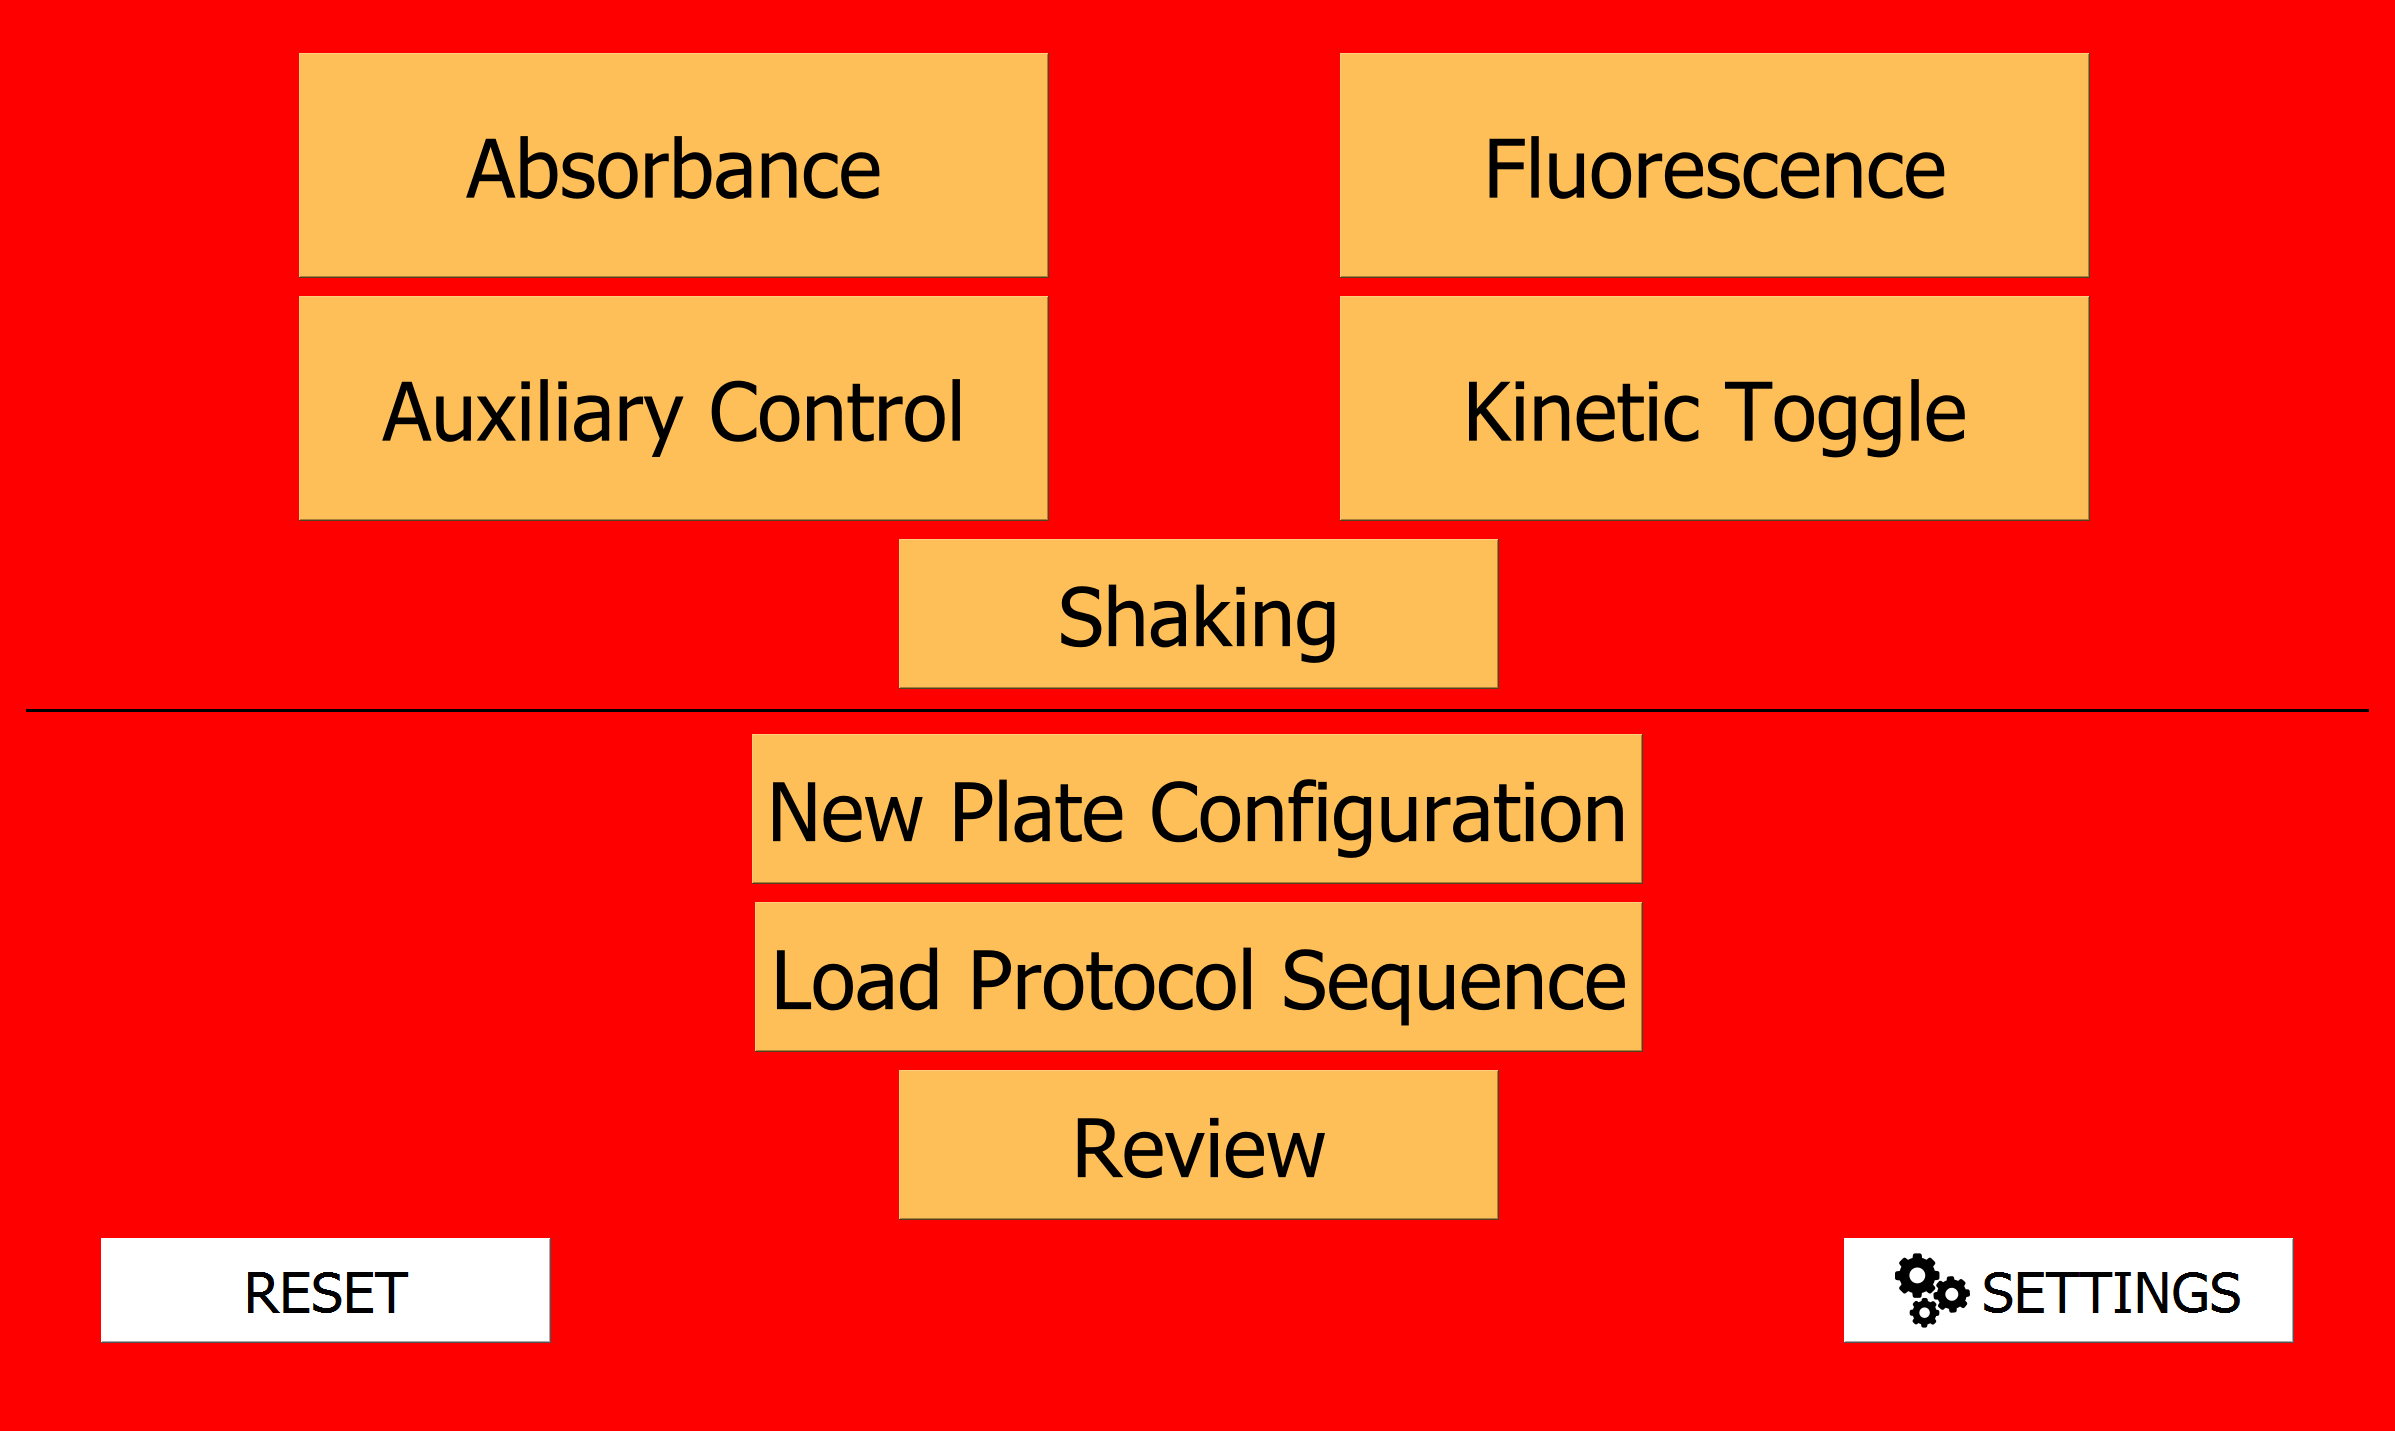 Absorbance
Fluorescence
Auxiliary Control
Kinetic Toggle
Shaking
New Plate Configuration
Load Protocol Sequence
Review
RESET
SETTINGS